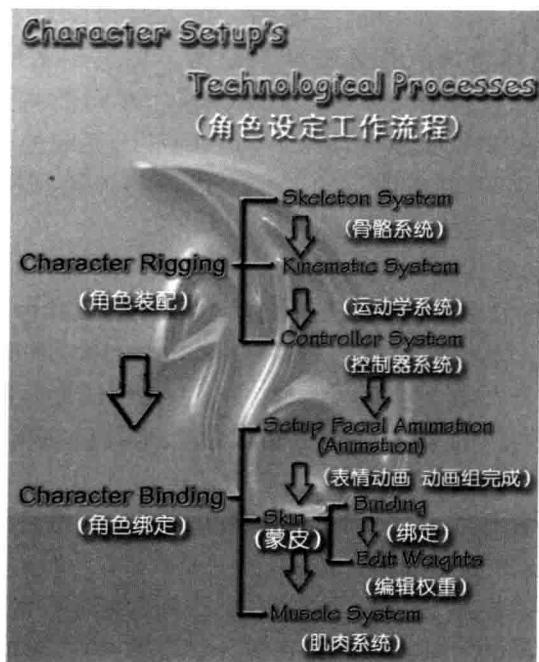 Character Setup's
Technological Processes
(角色设定工作流程)
Skeleton System
(骨骼系统)
Character Rigging
Kinematic System
(角色装配)
(运动学系统)
Controller System
(控制器系统)
Setup Facial Amimation
(Animation)
(表情动画 动画组完成)
Character Binding
Binding
(角色绑定)
Skin
(绑定)
(蒙皮)
Edit Weights
(编辑权重)
Muscle System
(肌肉系统)